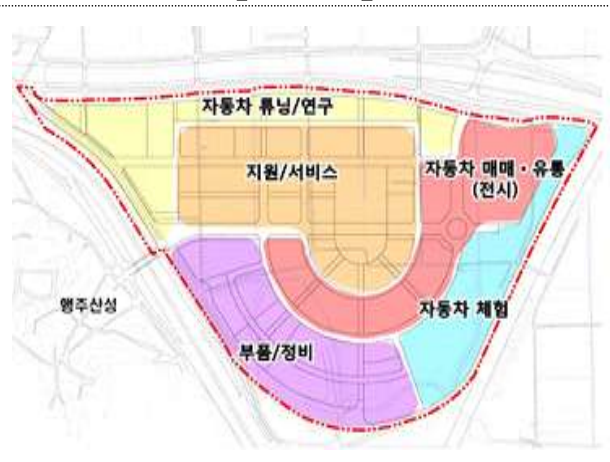 자동차 튜닝/연구
지원/서비스
자동차 매매·유통
(전시)
행주산성
자동차 체험
부품/정비